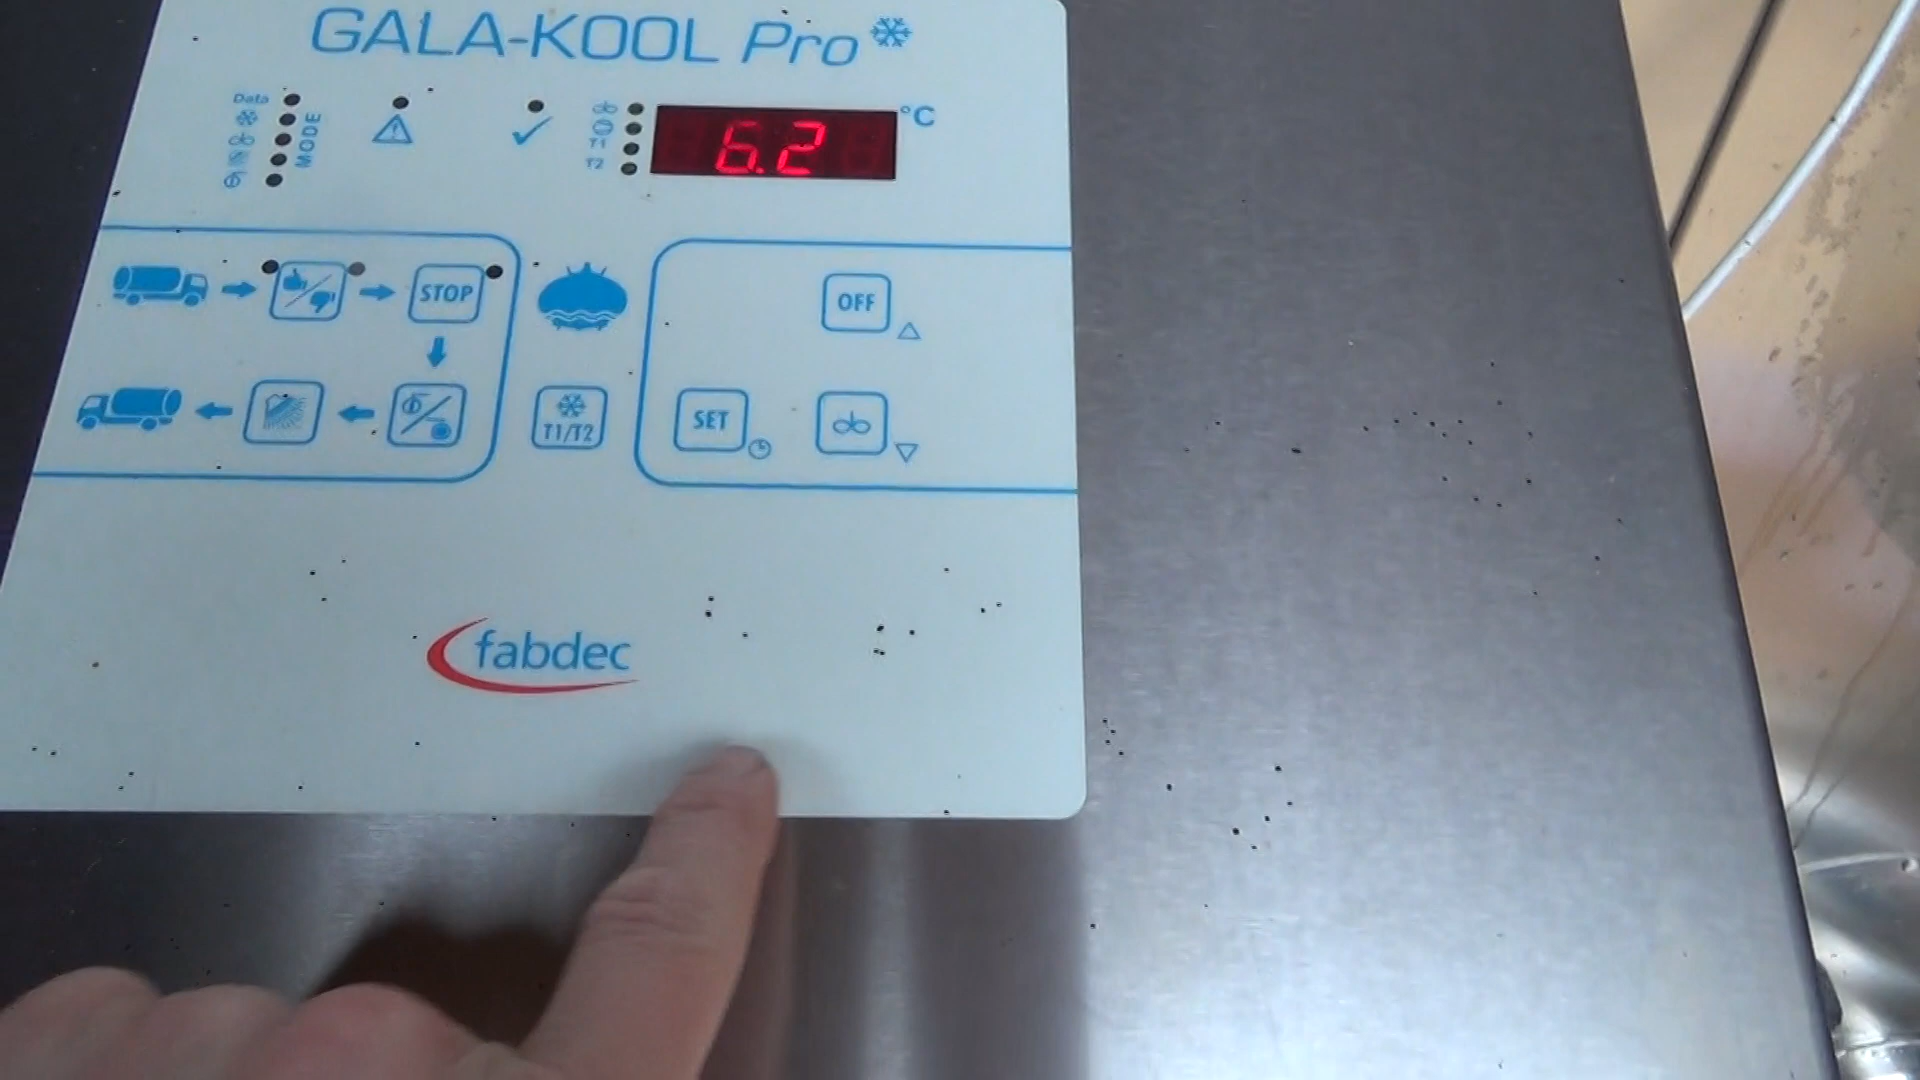 GALA-KOOL Pro
Data
MODE
T1
T2
6.2
°C
STOP
OFF
T1/T2
SET
fabdec